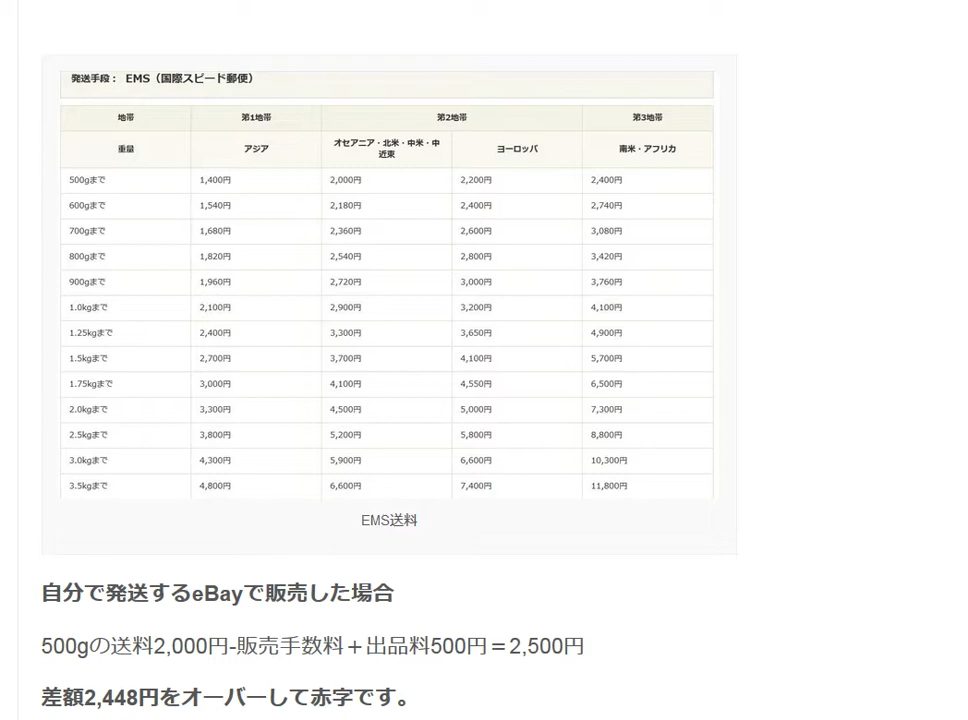 発送手段： EMS（国際スピード郵便）
地帯 第1地帯 第2地帯 第3地帯
重量 アジア オセアニア・北米・中米・中近東 ヨーロッパ 南米・アフリカ
500gまで 1,400円 2,000円 2,200円 2,400円
600gまで 1,540円 2,180円 2,400円 2,740円
700gまで 1,680円 2,360円 2,600円 3,080円
800gまで 1,820円 2,540円 2,800円 3,420円
900gまで 1,960円 2,720円 3,000円 3,760円
1.0kgまで 2,100円 2,900円 3,200円 4,100円
1.25kgまで 2,400円 3,300円 3,650円 4,900円
1.5kgまで 2,700円 3,700円 4,100円 5,700円
1.75kgまで 3,000円 4,100円 4,550円 6,500円
2.0kgまで 3,300円 4,500円 5,000円 7,300円
2.5kgまで 3,800円 5,200円 5,800円 8,800円
3.0kgまで 4,300円 5,900円 6,600円 10,300円
3.5kgまで 4,800円 6,600円 7,400円 11,800円
EMS送料
自分で発送するeBayで販売した場合
500gの送料2,000円-販売手数料＋出品料500円＝2,500円
差額2,448円をオーバーして赤字です。